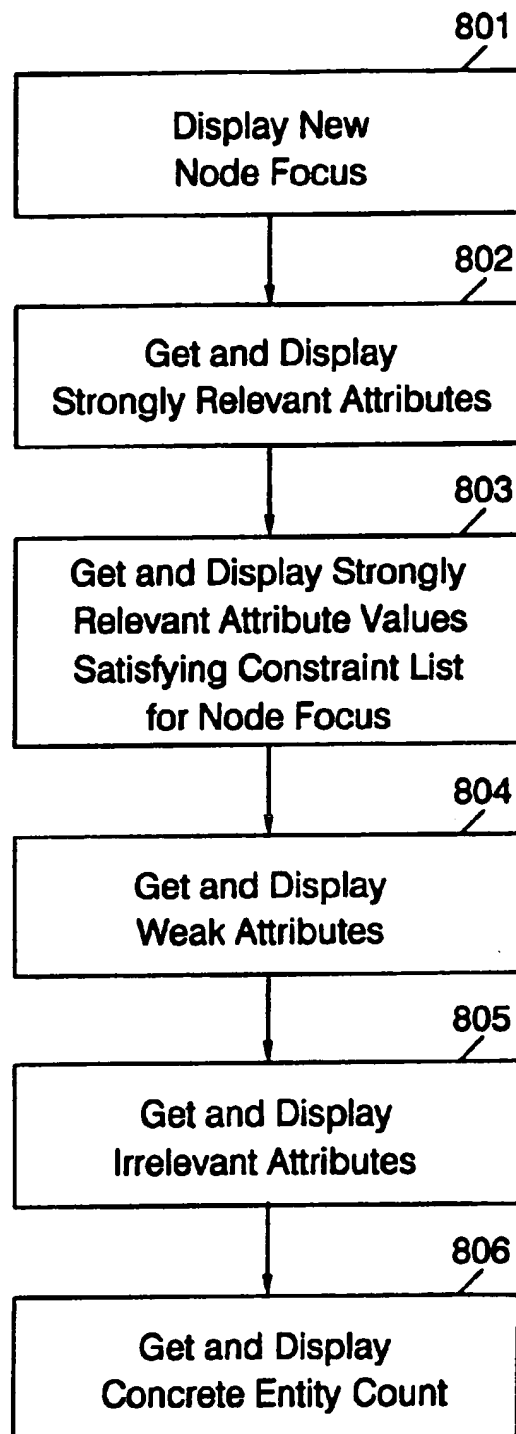 801
Display New
Node Focus
802
Get and Display
Strongly Relevant Attributes
803
Get and Display Strongly
Relevant Attribute Values
Satisfying Constraint List
for Node Focus
804
Get and Display
Weak Attributes
805
Get and Display
Irrelevant Attributes
806
Get and Display
Concrete Entity Count